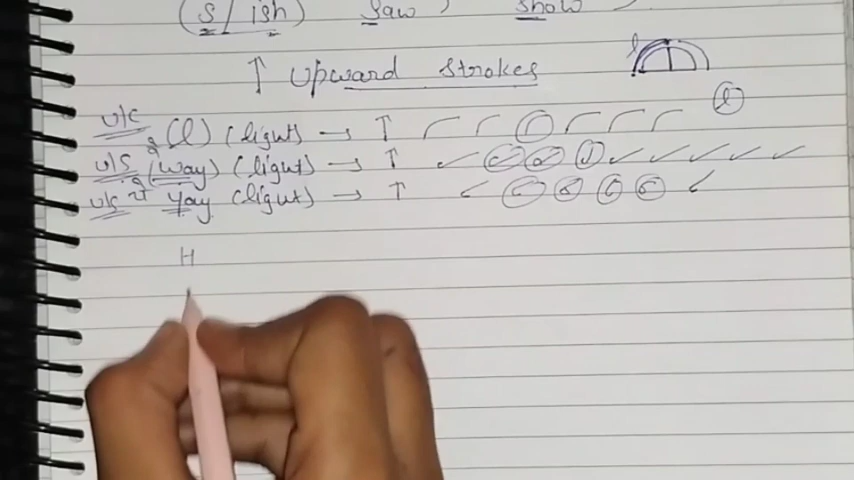 (S / ish) Saw, Show
↑ Upward Strokes
l
v/c (l) (light) → ↑
v/s (way) (light) → ↑
v/s Yay (light) → ↑
H